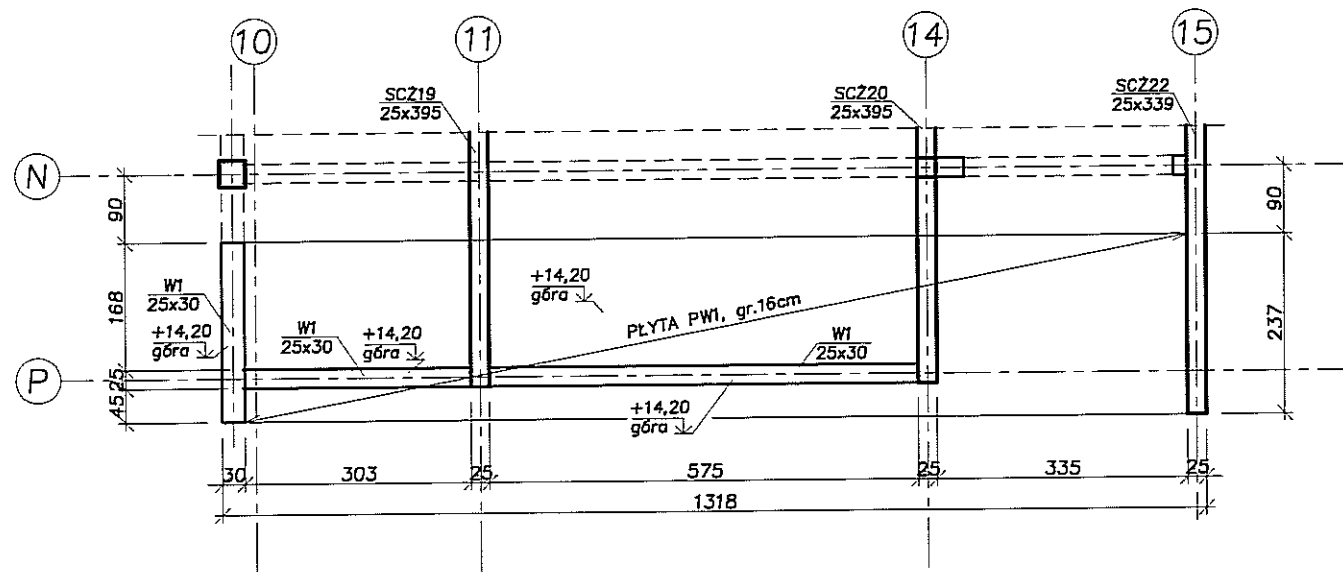 10
11
14
15
SCŻ19
25x395
SCŻ20
25x395
SCŻ22
25x339
N
90
90
W1
25x30
+14,20
góra
168
+14,20
góra
PŁYTA PW1, gr.16cm
237
W1
25x30
+14,20
góra
W1
25x30
P
25
45
+14,20
góra
30
303
25
575
25
335
25
1318